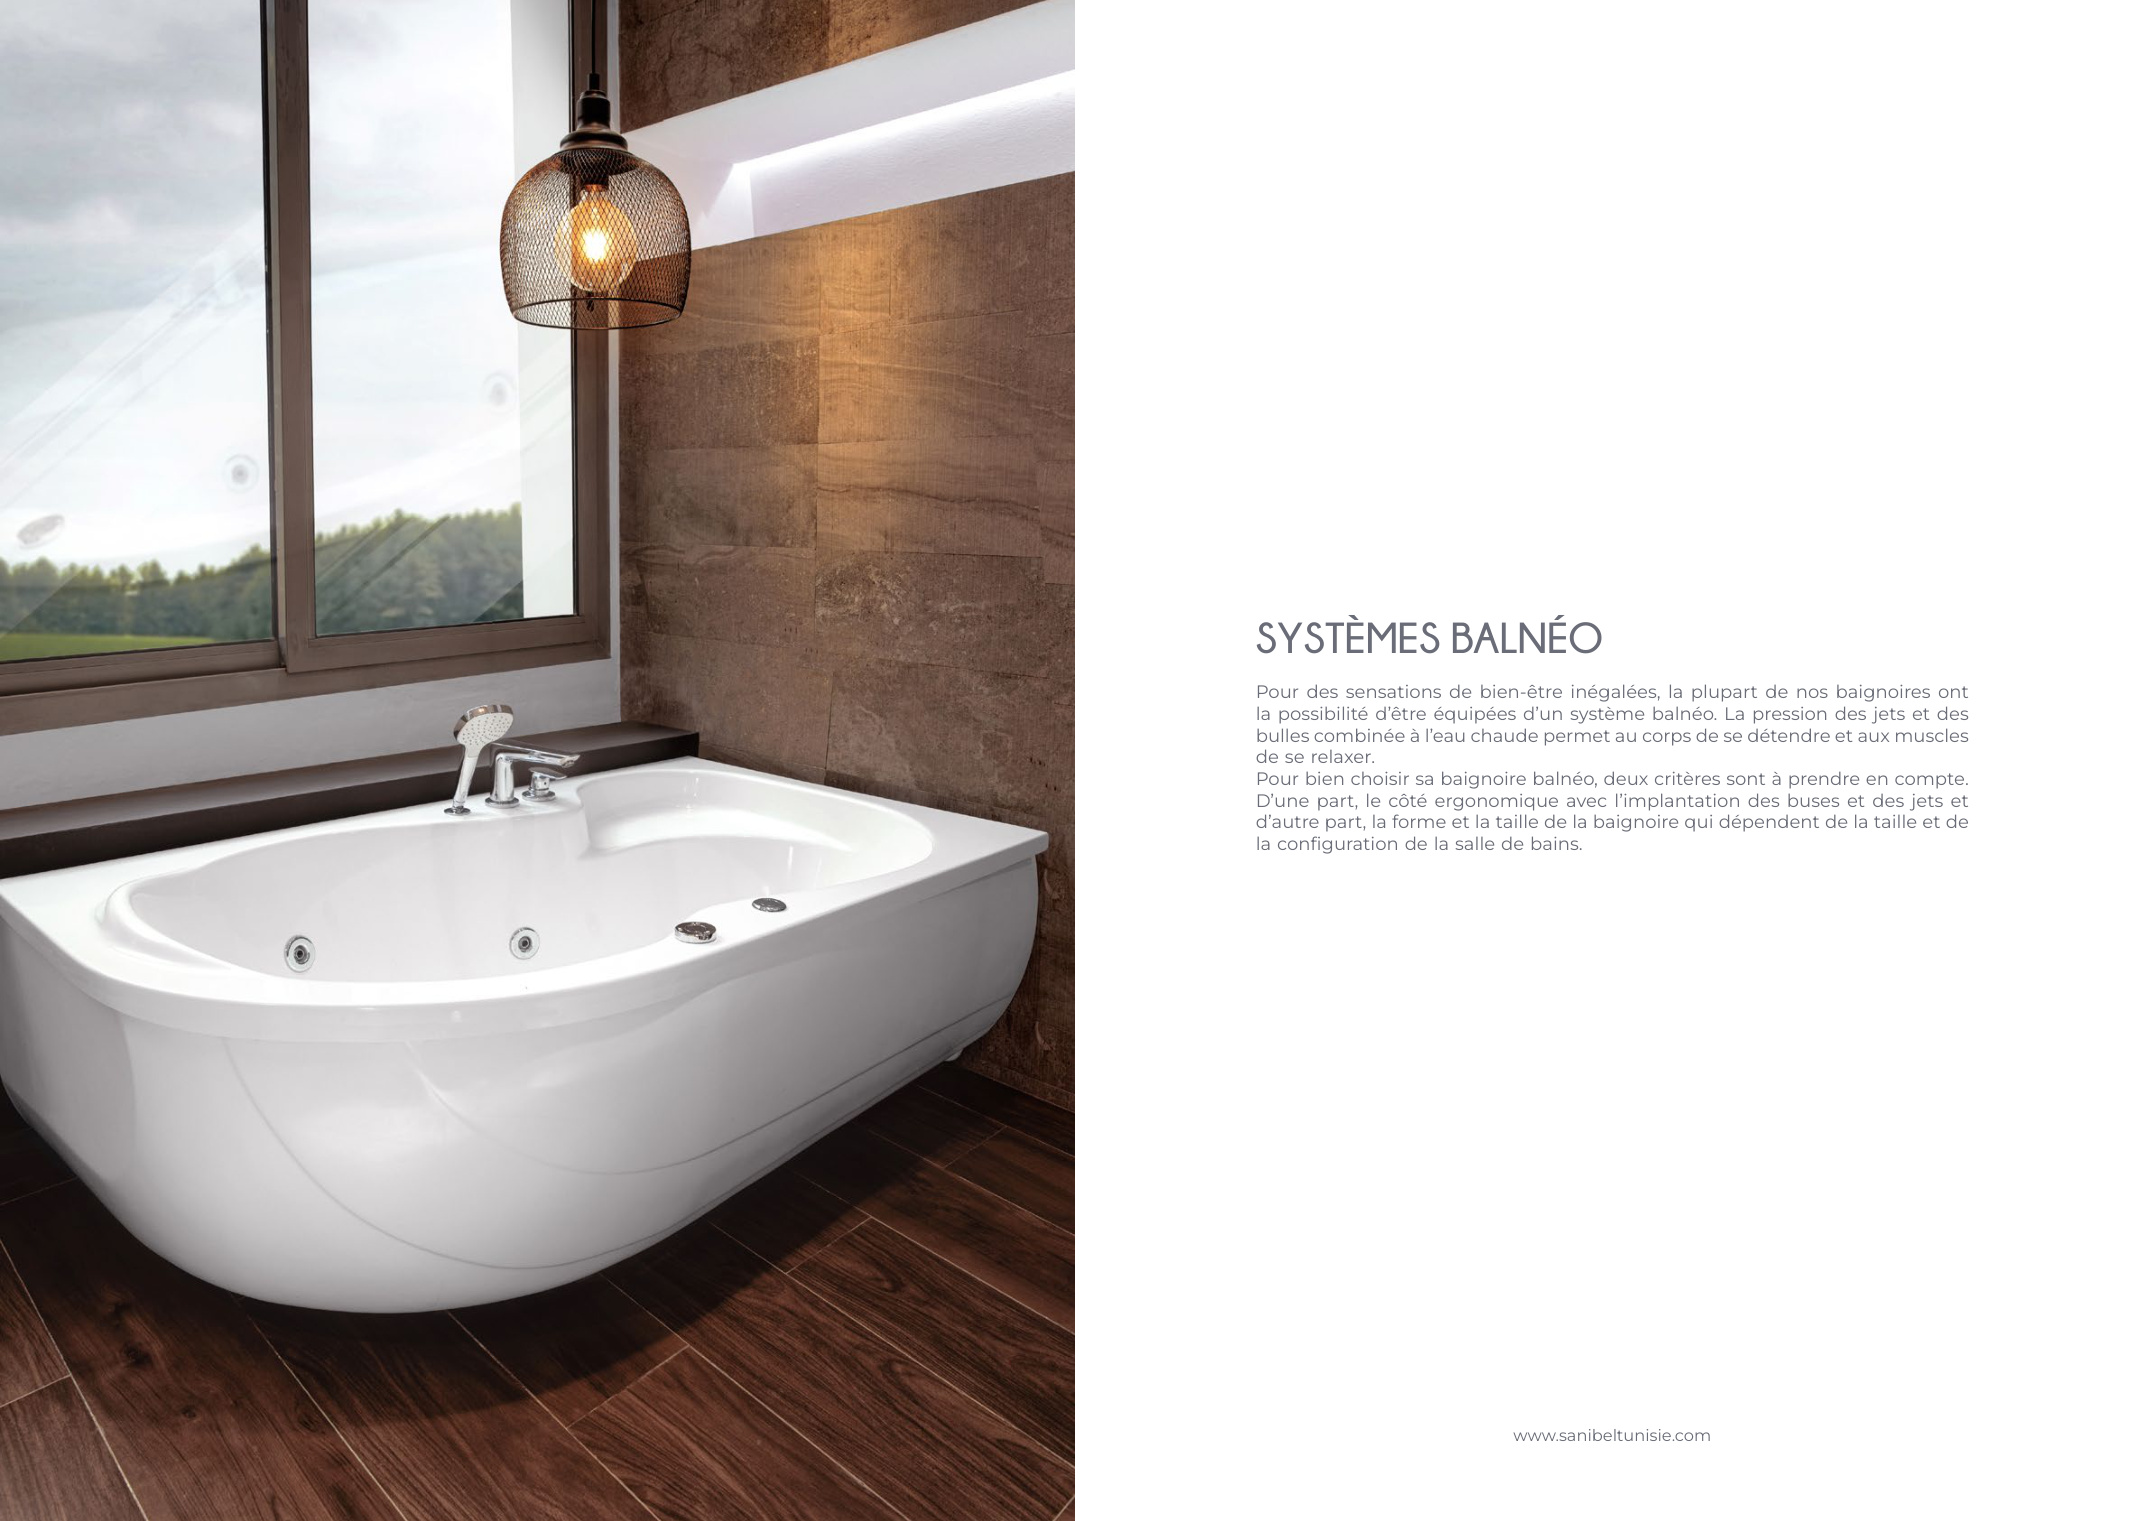 SYSTÈMES BALNÉO
Pour des sensations de bien-être inégalées, la plupart de nos baignoires ont
la possibilité d’être équipées d’un système balnéo. La pression des jets et des
bulles combinée à l’eau chaude permet au corps de se détendre et aux muscles
de se relaxer.
Pour bien choisir sa baignoire balnéo, deux critères sont à prendre en compte.
D’une part, le côté ergonomique avec l’implantation des buses et des jets et
d’autre part, la forme et la taille de la baignoire qui dépendent de la taille et de
la configuration de la salle de bains.
www.sanibeltunisie.com